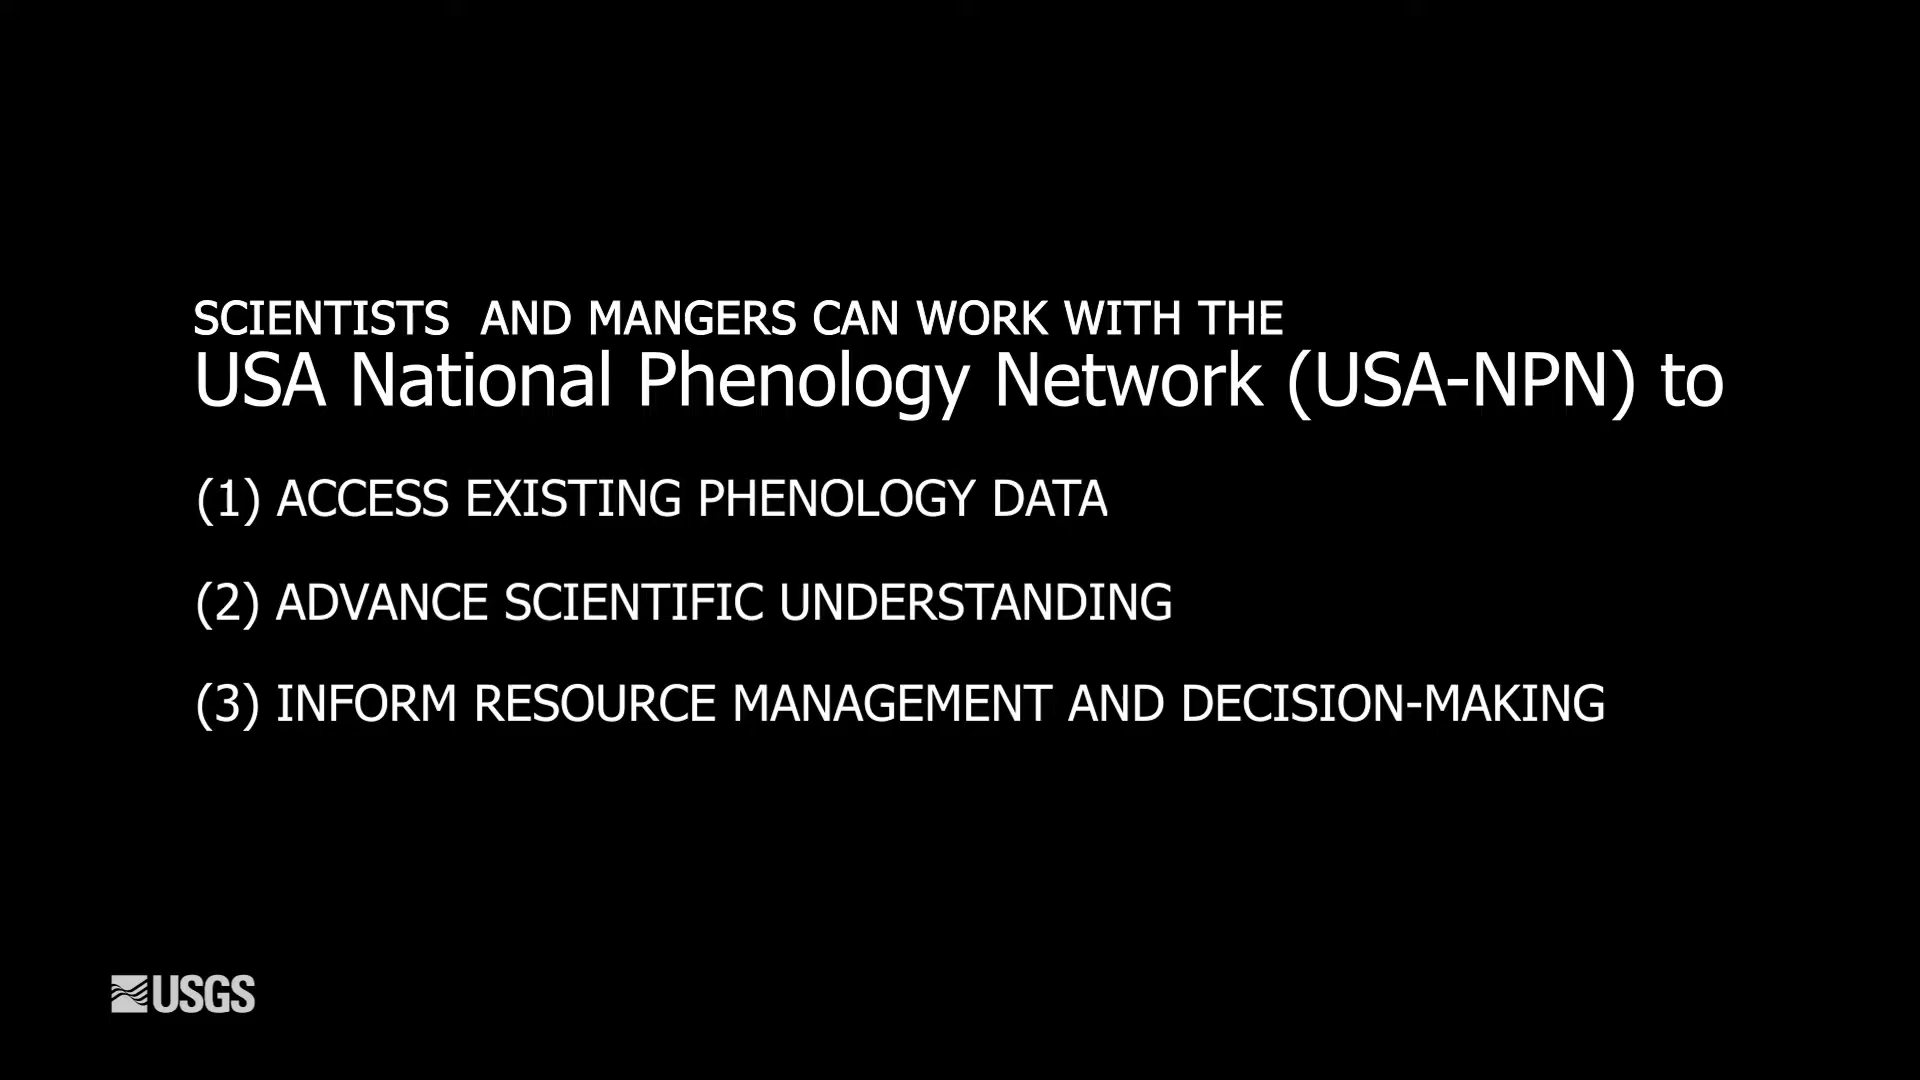 SCIENTISTS  AND MANGERS CAN WORK WITH THE
USA National Phenology Network (USA-NPN) to
(1) ACCESS EXISTING PHENOLOGY DATA
(2) ADVANCE SCIENTIFIC UNDERSTANDING
(3) INFORM RESOURCE MANAGEMENT AND DECISION-MAKING
USGS